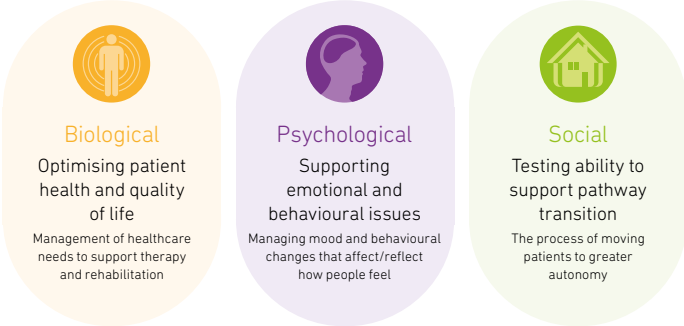 Biological
Optimising patient
health and quality
of life
Management of healthcare
needs to support therapy
and rehabilitation
Psychological
Supporting
emotional and
behavioural issues
Managing mood and behavioural
changes that affect/reflect
how people feel
Social
Testing ability to
support pathway
transition
The process of moving
patients to greater
autonomy